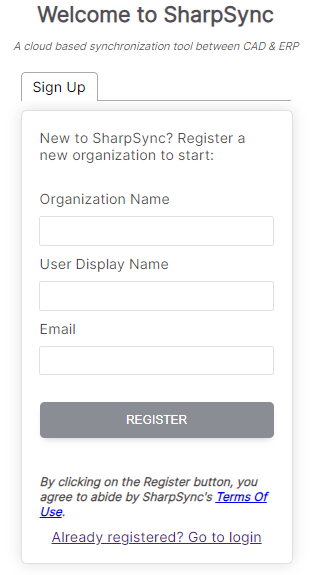 Welcome to SharpSync
A cloud based synchronization tool between CAD & ERP
Sign Up
New to SharpSync? Register a
new organization to start:
Organization Name
User Display Name
Email
REGISTER
By clicking on the Register button, you
agree to abide by SharpSync's Terms Of
Use.
Already registered? Go to login